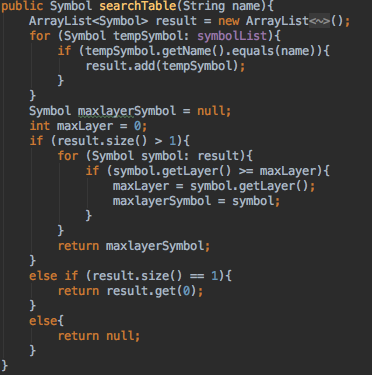 public Symbol searchTable(String name){
    ArrayList<Symbol> result = new ArrayList<~>();
    for (Symbol tempSymbol: symbolList){
        if (tempSymbol.getName().equals(name)){
            result.add(tempSymbol);
        }
    }
    Symbol maxlayerSymbol = null;
    int maxLayer = 0;
    if (result.size() > 1){
        for (Symbol symbol: result){
            if (symbol.getLayer() >= maxLayer){
                maxLayer = symbol.getLayer();
                maxlayerSymbol = symbol;
            }
        }
        return maxlayerSymbol;
    }
    else if (result.size() == 1){
        return result.get(0);
    }
    else{
        return null;
    }
}